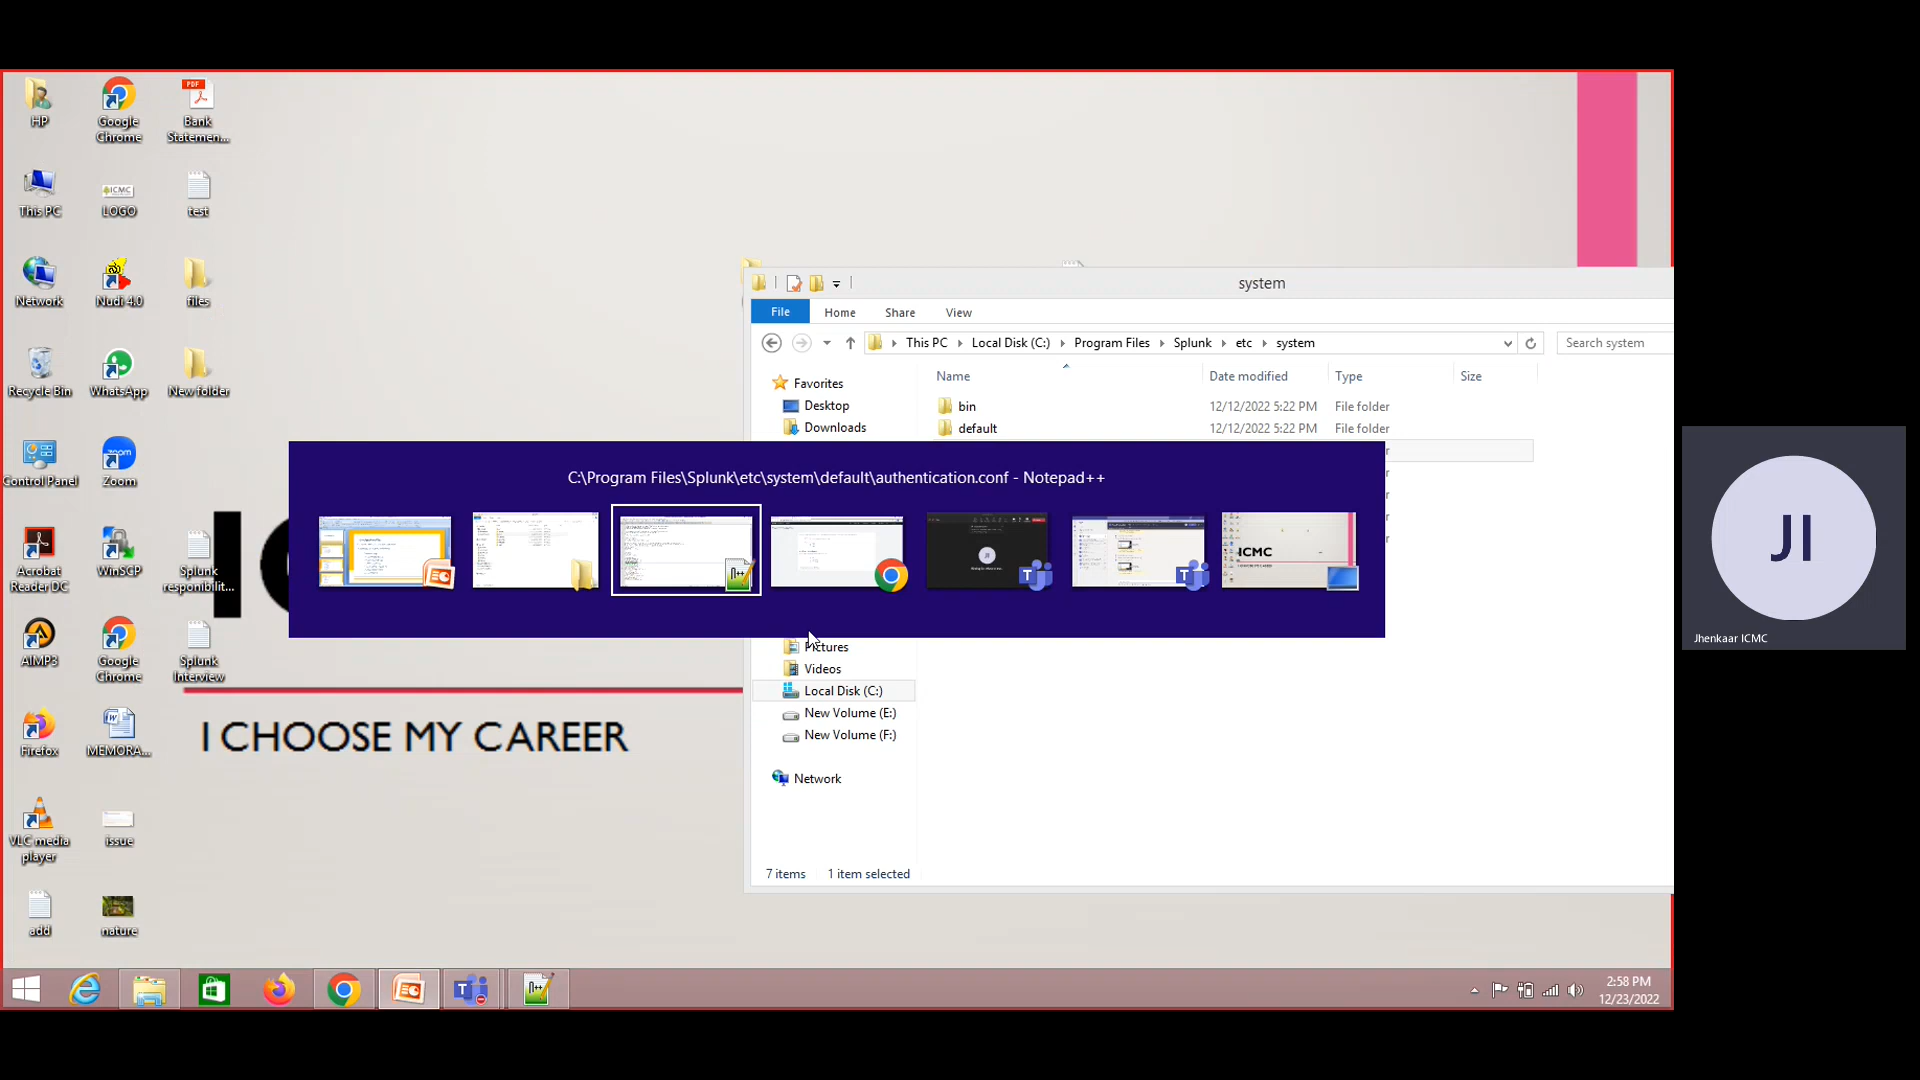 HP
Google
Chrome
PDF
Bank
Statemen...
This PC
ICMC
LOGO
test
Network
Nudi 4.0
files
Recycle Bin
WhatsApp
New folder
Control Panel
zoom
Zoom
Acrobat
Reader DC
WinSCP
Splunk
responsibilit...
AIMP3
Google
Chrome
Splunk
Interview
Firefox
MEMORA...
VLC media
player
issue
add
nature
I CHOOSE MY CAREER
system
File
Home
Share
View
This PC
Local Disk (C:)
Program Files
Splunk
etc
system
Search system
Name
Date modified
Type
Size
Favorites
Desktop
Downloads
bin
12/12/2022 5:22 PM
File folder
default
12/12/2022 5:22 PM
File folder
C:\Program Files\Splunk\etc\system\default\authentication.conf - Notepad++
ICMC
Pictures
Videos
Local Disk (C:)
New Volume (E:)
New Volume (F:)
Network
7 items
1 item selected
2:58 PM
12/23/2022
JI
Jhenkaar ICMC